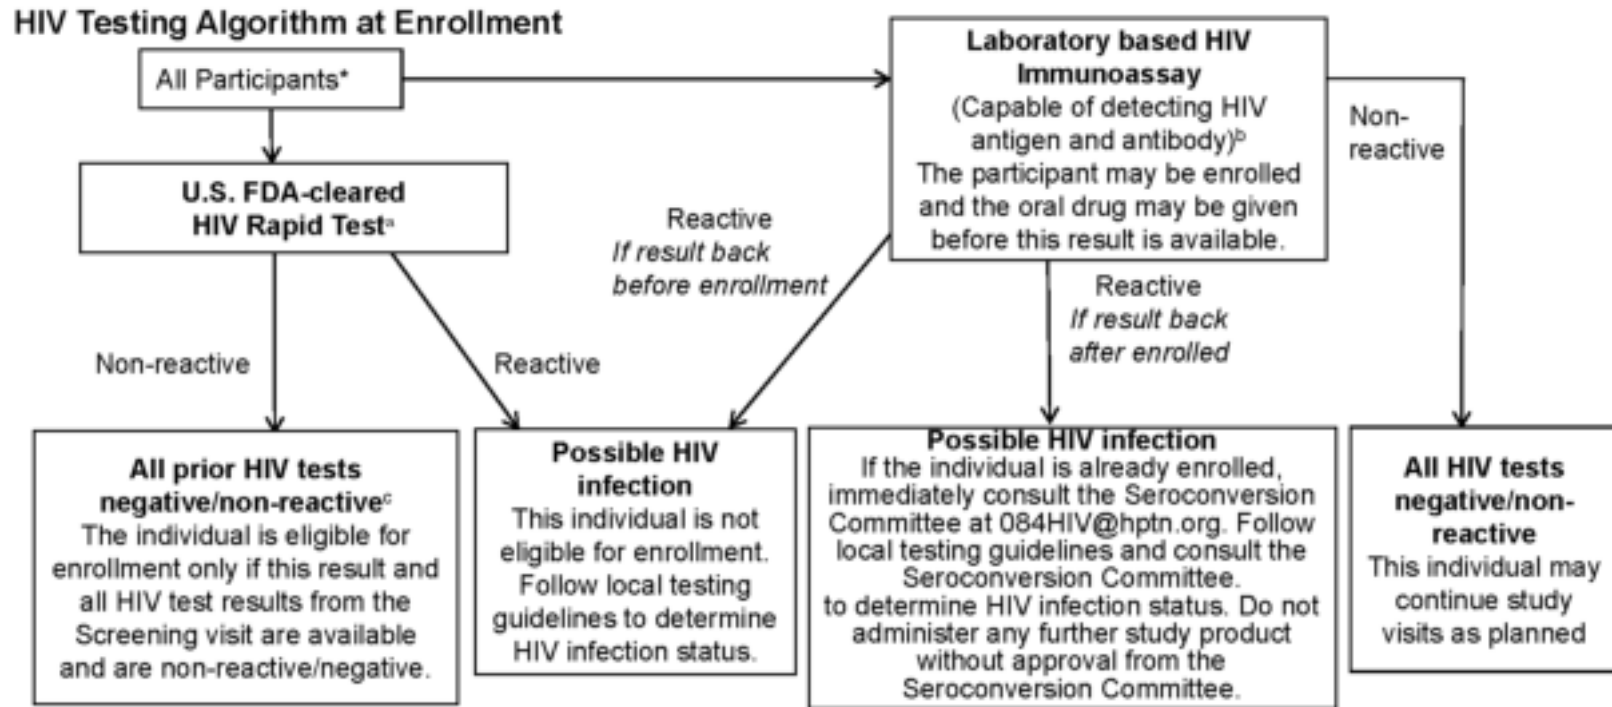 HIV Testing Algorithm at Enrollment
All Participants*
U.S. FDA-cleared
HIV Rapid Testᵃ
Laboratory based HIV
Immunoassay
(Capable of detecting HIV
antigen and antibody)ᵇ
The participant may be enrolled
and the oral drug may be given
before this result is available.
Non-
reactive
Reactive
If result back
before enrollment
Reactive
If result back
after enrolled
Non-reactive
Reactive
All prior HIV tests
negative/non-reactiveᶜ
The individual is eligible for
enrollment only if this result and
all HIV test results from the
Screening visit are available
and are non-reactive/negative.
Possible HIV
infection
This individual is not
eligible for enrollment.
Follow local testing
guidelines to determine
HIV infection status.
Possible HIV infection
If the individual is already enrolled,
immediately consult the Seroconversion
Committee at 084HIV@hptn.org. Follow
local testing guidelines and consult the
Seroconversion Committee.
to determine HIV infection status. Do not
administer any further study product
without approval from the
Seroconversion Committee.
All HIV tests
negative/non-
reactive
This individual may
continue study
visits as planned